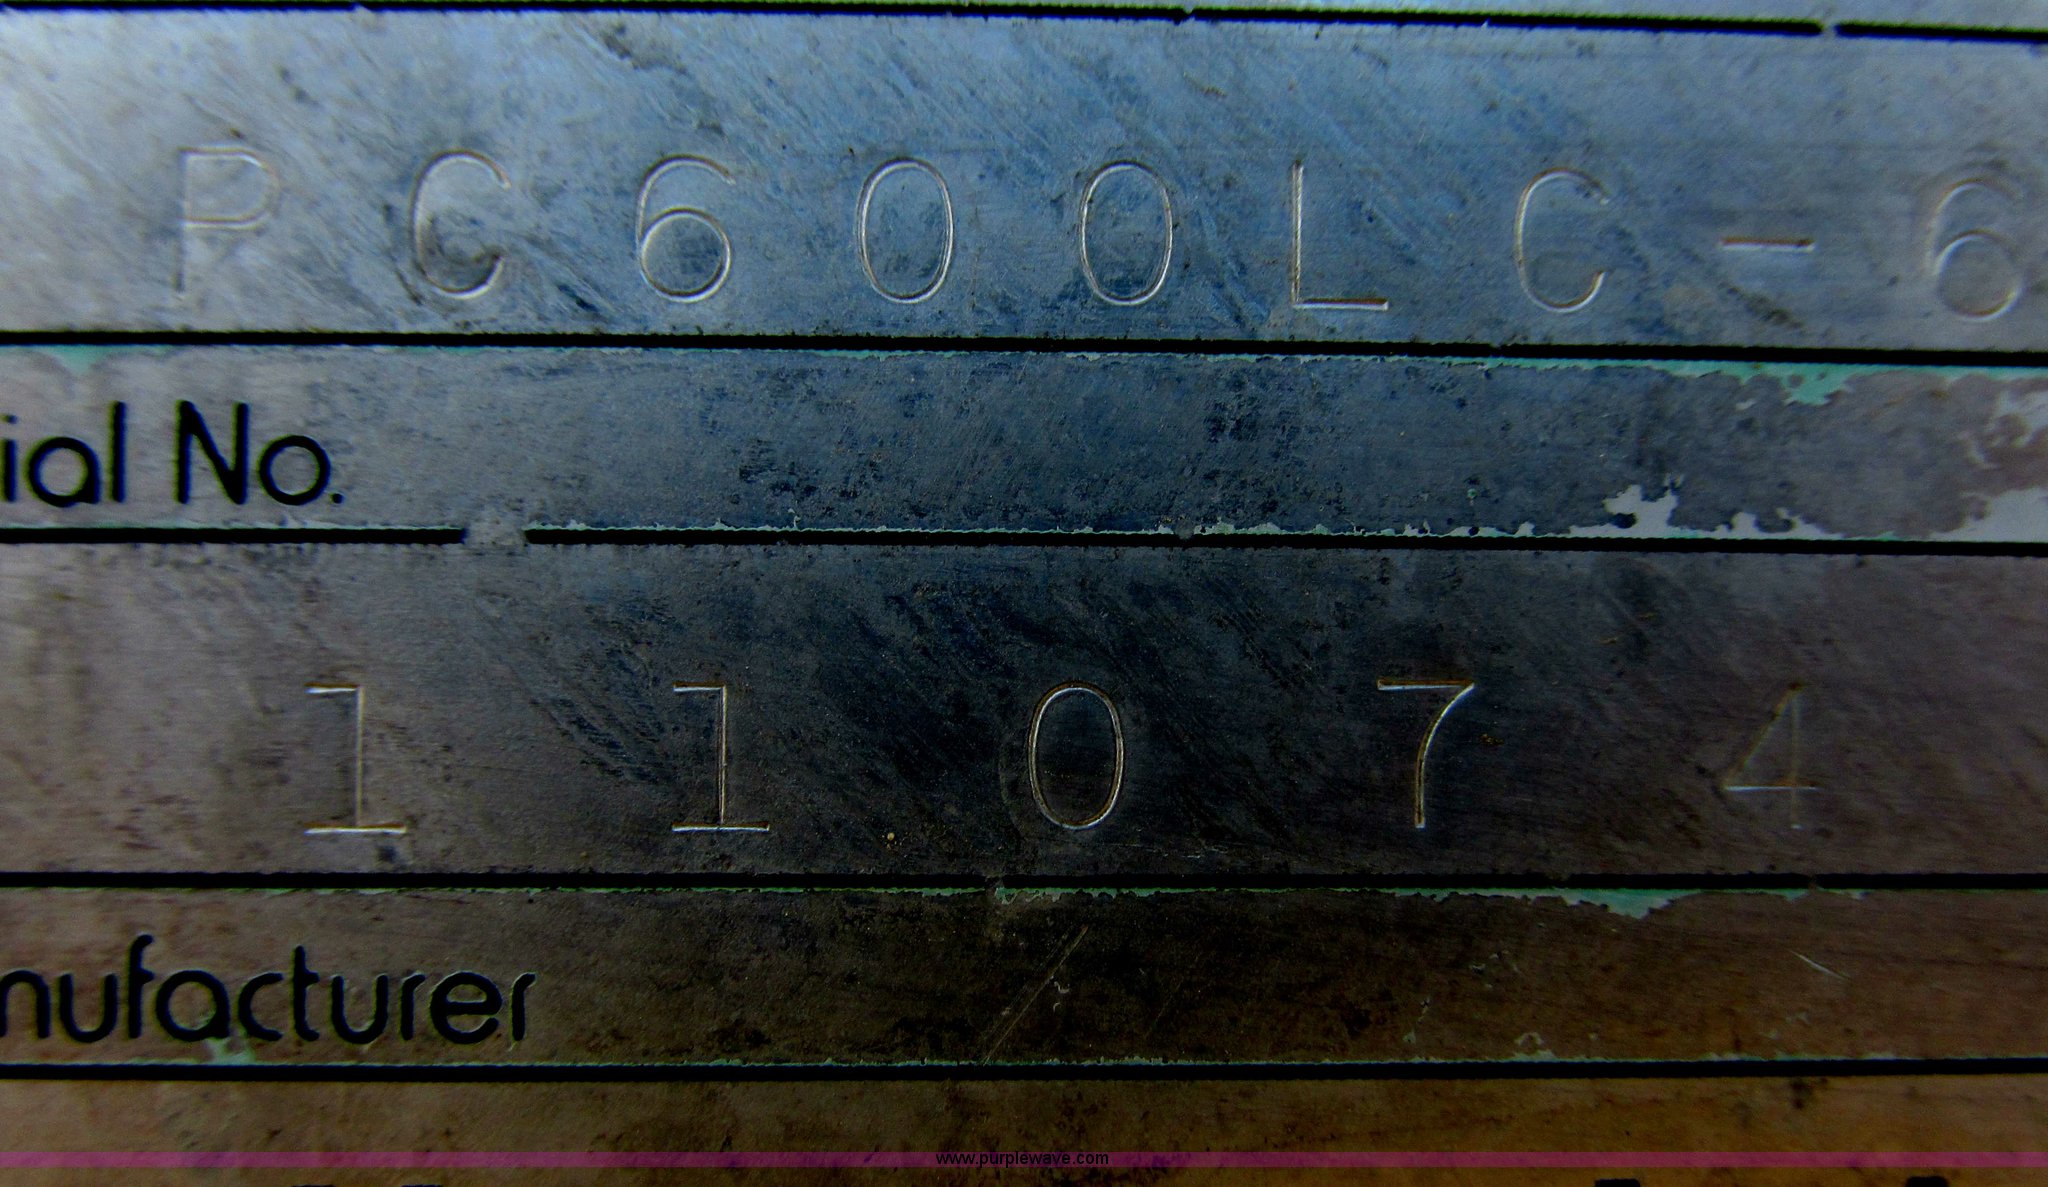 PC600LC-6
ial No.
11074
nufacturer
www.purplewave.com